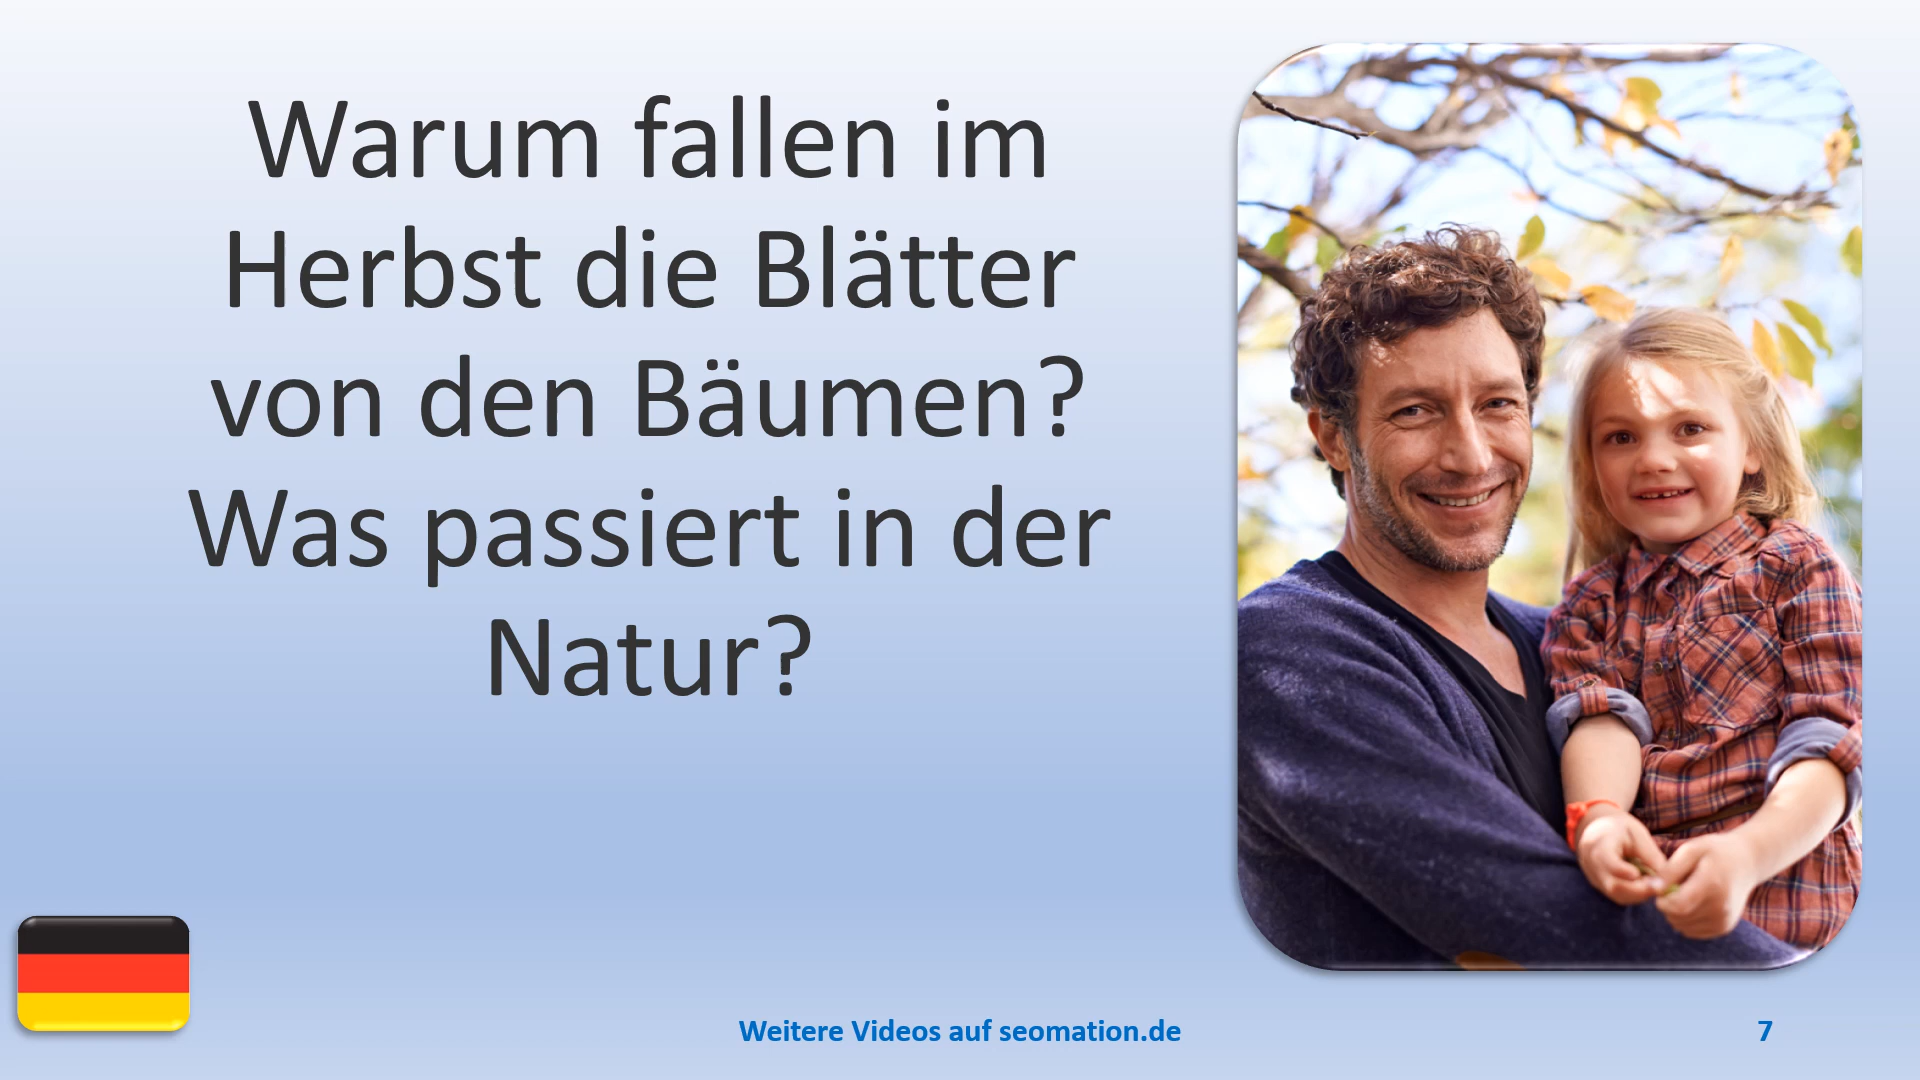 Warum fallen im
Herbst die Blätter
von den Bäumen?
Was passiert in der
Natur?
Weitere Videos auf seomation.de
7